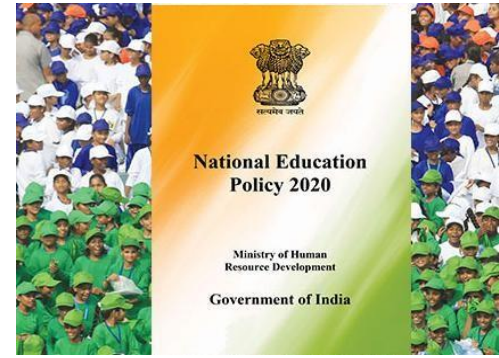 सत्यमेव जयते
National Education
Policy 2020
Ministry of Human
Resource Development
Government of India